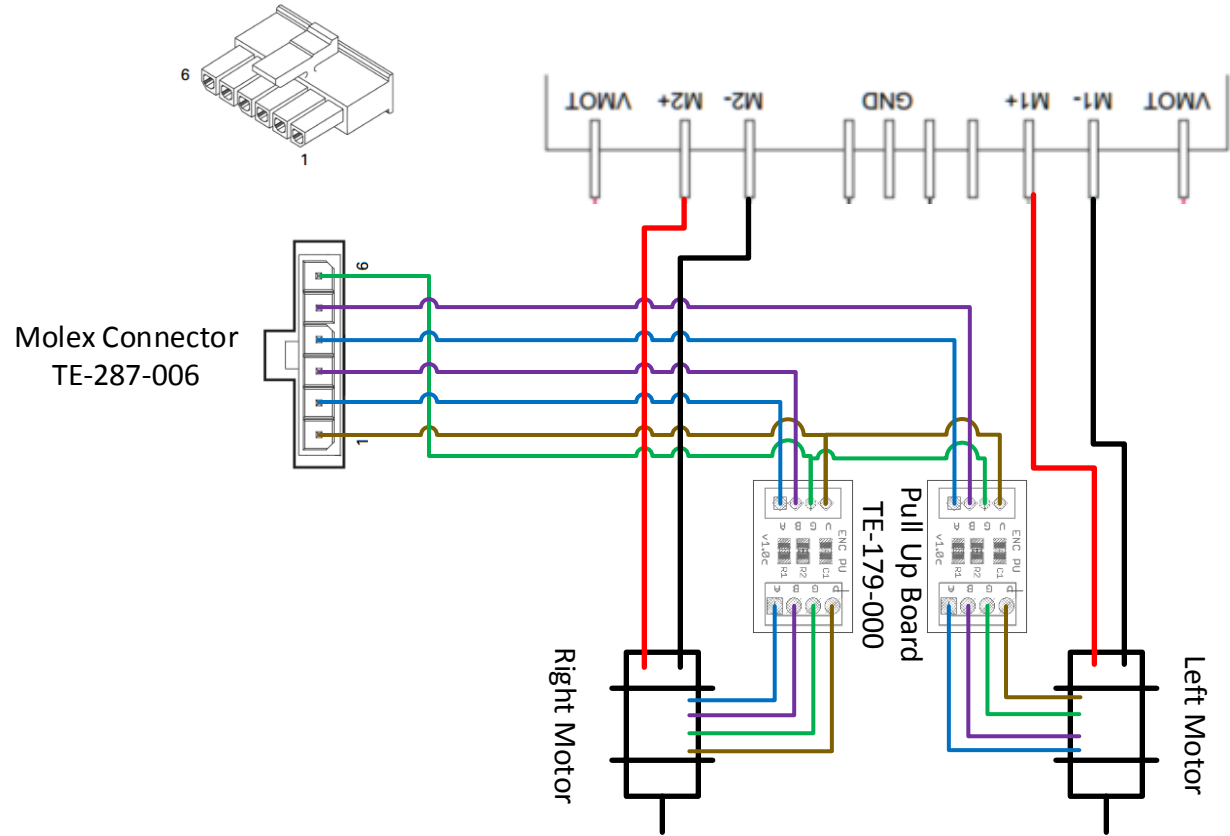 6
1
VMOT
M2+
M2-
GND
M1+
M1-
VMOT
6
1
Molex Connector
TE-287-006
A
B
G
V
ENC PU
v1.0c
R1
R2
C1
A
B
G
P
Pull Up Board
TE-179-000
A
B
G
V
ENC PU
v1.0c
R1
R2
C1
A
B
G
P
Right Motor
Left Motor